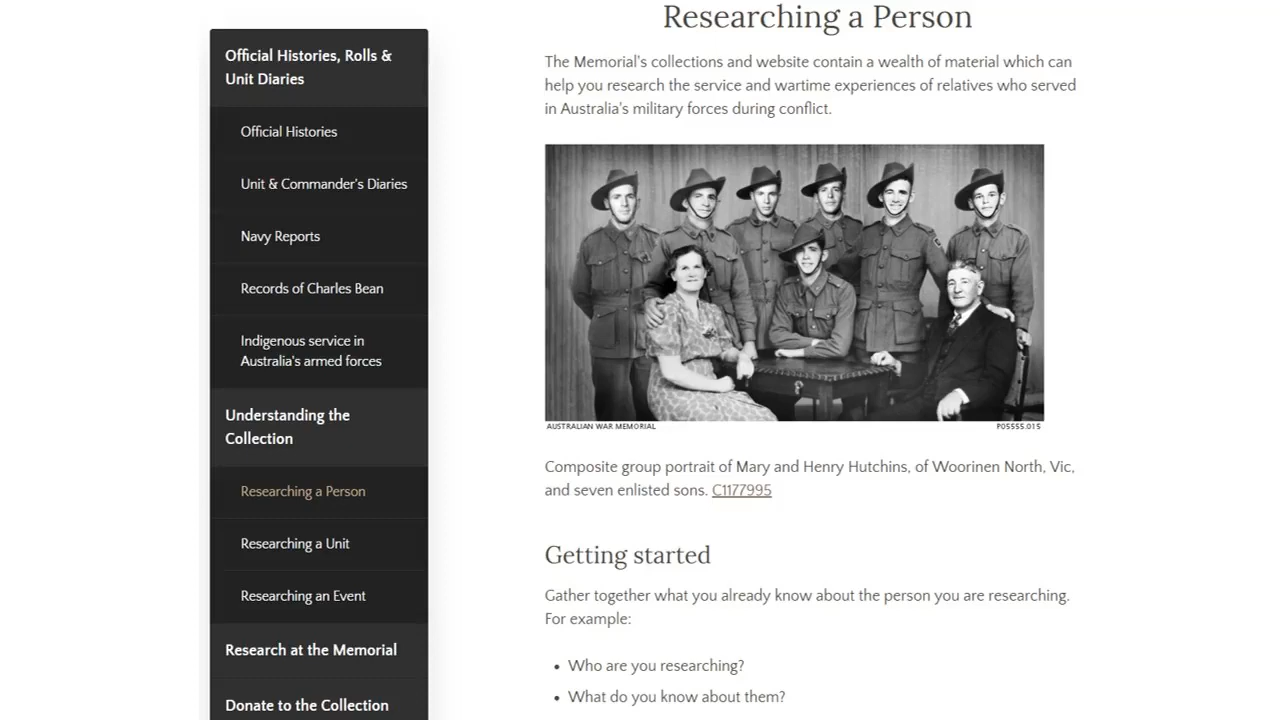 Official Histories, Rolls &
Unit Diaries
Official Histories
Unit & Commander's Diaries
Navy Reports
Records of Charles Bean
Indigenous service in
Australia's armed forces
Understanding the
Collection
Researching a Person
Researching a Unit
Researching an Event
Research at the Memorial
Donate to the Collection
Researching a Person
The Memorial's collections and website contain a wealth of material which can
help you research the service and wartime experiences of relatives who served
in Australia's military forces during conflict.
AUSTRALIAN WAR MEMORIAL
P05555.015
Composite group portrait of Mary and Henry Hutchins, of Woorinen North, Vic,
and seven enlisted sons. C1177995
Getting started
Gather together what you already know about the person you are researching.
For example:
• Who are you researching?
• What do you know about them?